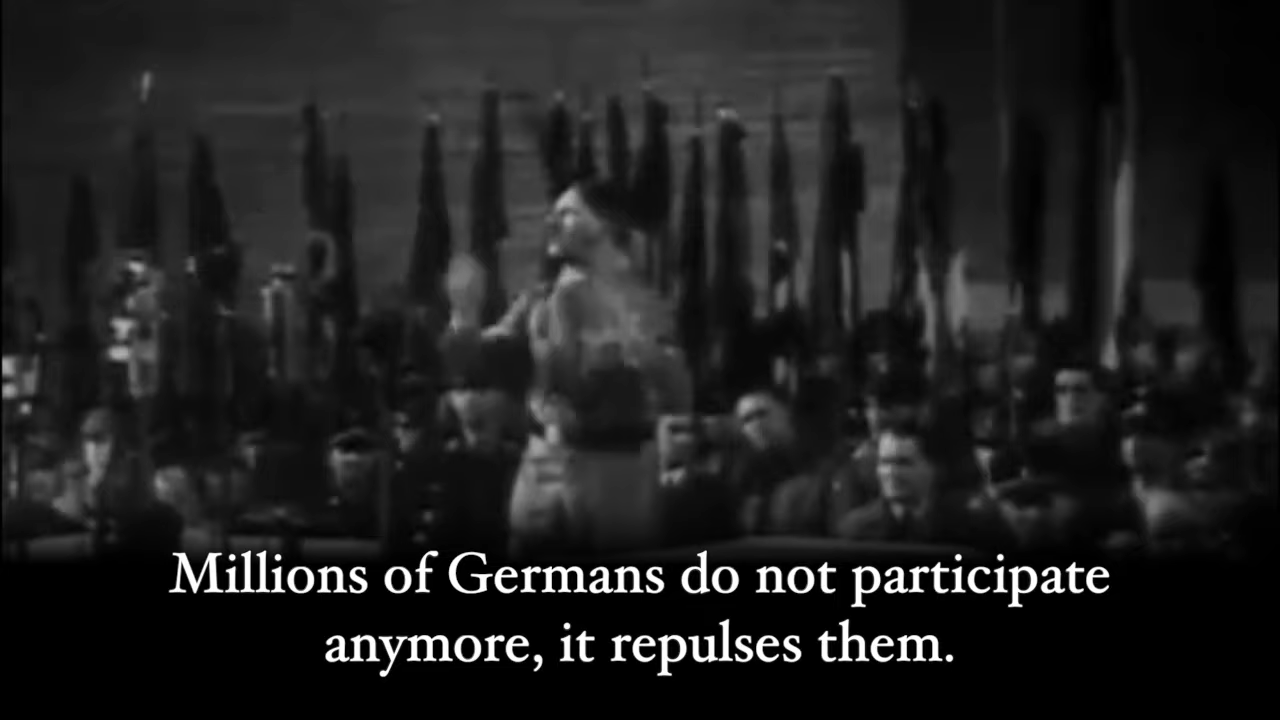 Millions of Germans do not participate
anymore, it repulses them.